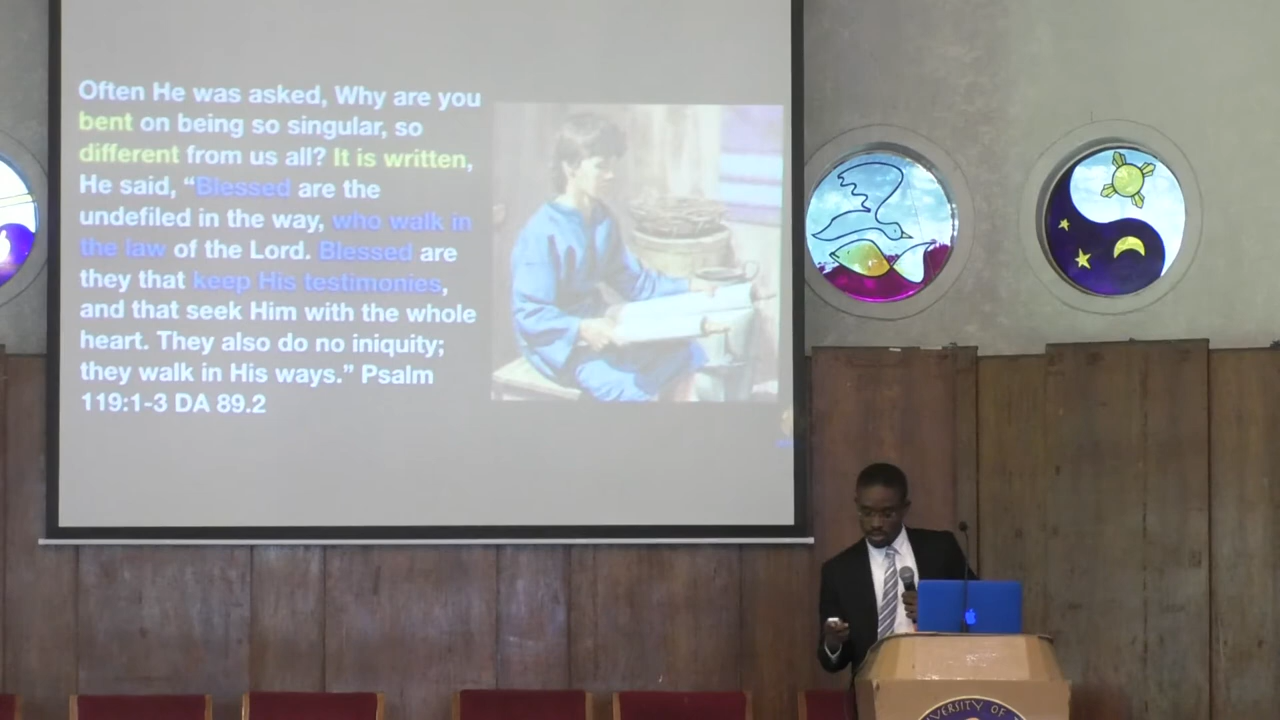 Often He was asked, Why are you
bent on being so singular, so
different from us all? It is written,
He said, “Blessed are the
undefiled in the way, who walk in
the law of the Lord. Blessed are
they that keep His testimonies,
and that seek Him with the whole
heart. They also do no iniquity;
they walk in His ways.” Psalm
119:1-3 DA 89.2
VERSITY OF